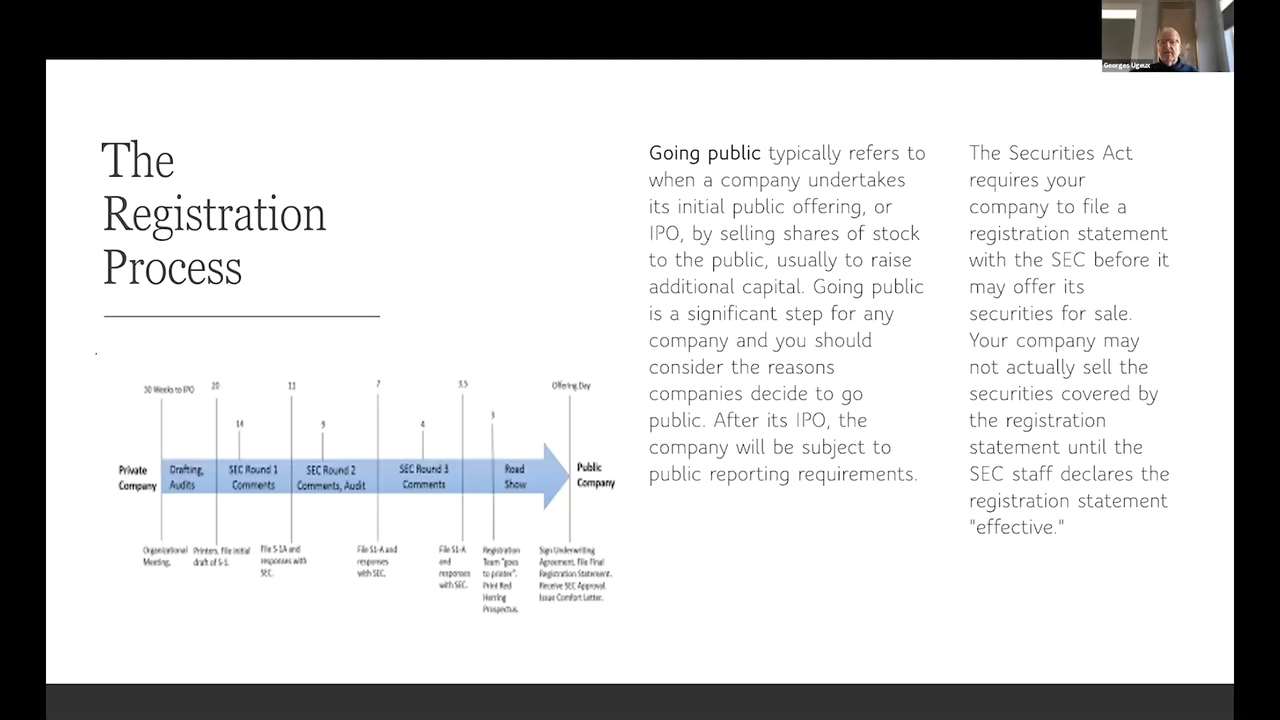 Georges Ugeux
The
Registration
Process
Going public typically refers to
when a company undertakes
its initial public offering, or
IPO, by selling shares of stock
to the public, usually to raise
additional capital. Going public
is a significant step for any
company and you should
consider the reasons
companies decide to go
public. After its IPO, the
company will be subject to
public reporting requirements.
The Securities Act
requires your
company to file a
registration statement
with the SEC before it
may offer its
securities for sale.
Your company may
not actually sell the
securities covered by
the registration
statement until the
SEC staff declares the
registration statement
"effective."
30 Weeks to IPO 20 11 7 3.5 Offering Day
14 9 4 3
Private
Company
Drafting,
Audits
SEC Round 1
Comments
SEC Round 2
Comments, Audit
SEC Round 3
Comments
Road
Show
Public
Company
Organizational
Meeting.
Printers, File initial
draft of S-1.
File S-1A and
responses with
SEC.
File S1-A and
responses
with SEC.
File S1-A
and
responses
with SEC.
Registration
Team "goes
to printer".
Print Red
Herring
Prospectus.
Sign Underwriting
Agreement. File Final
Registration Statement.
Receive SEC Approval.
Issue Comfort Letter.